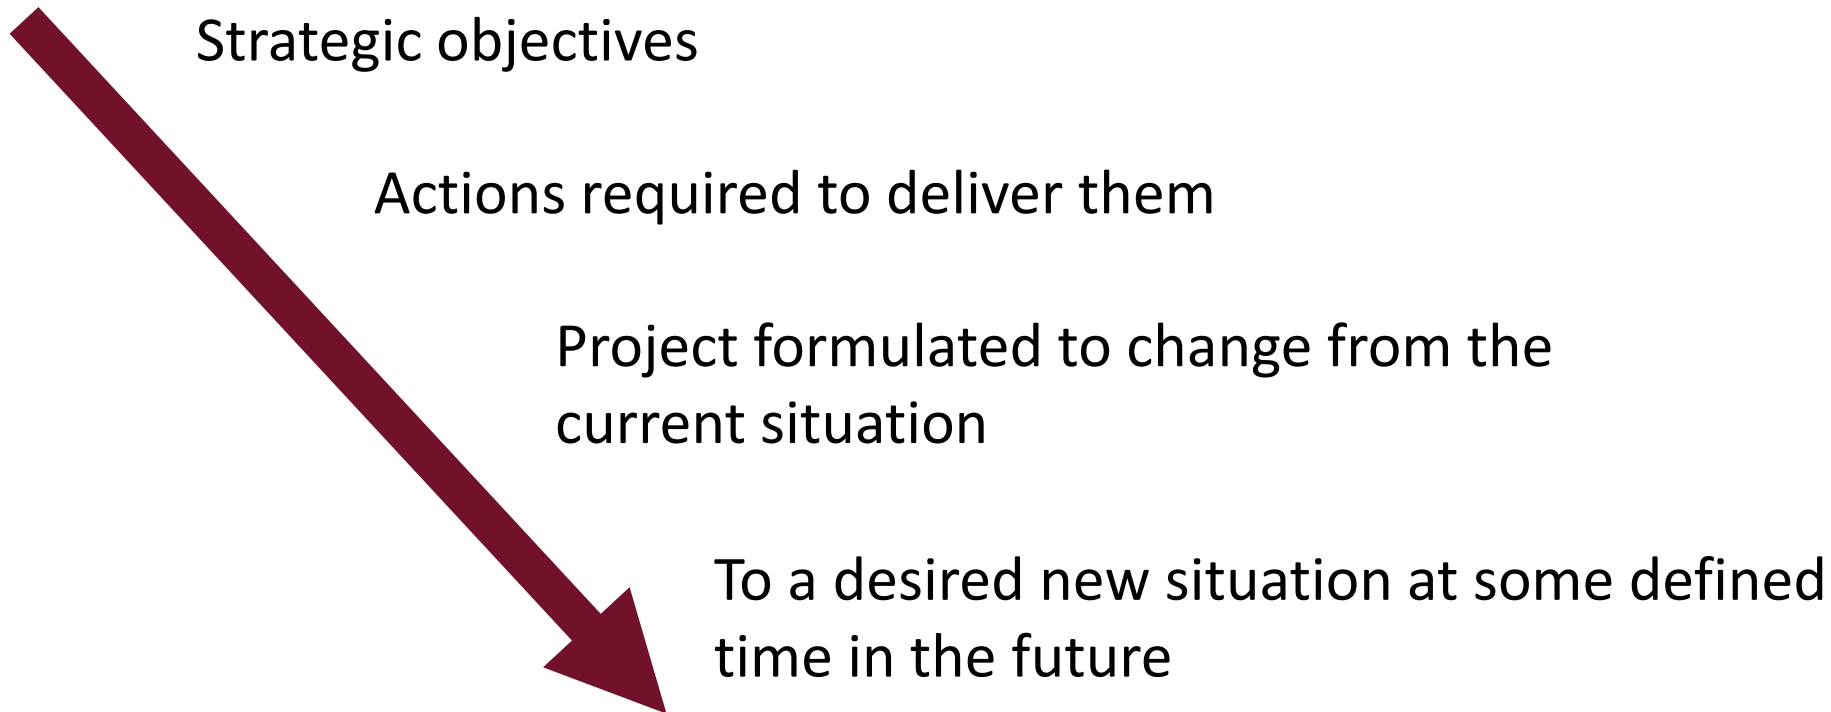 Strategic objectives
Actions required to deliver them
Project formulated to change from the
current situation
To a desired new situation at some defined
time in the future